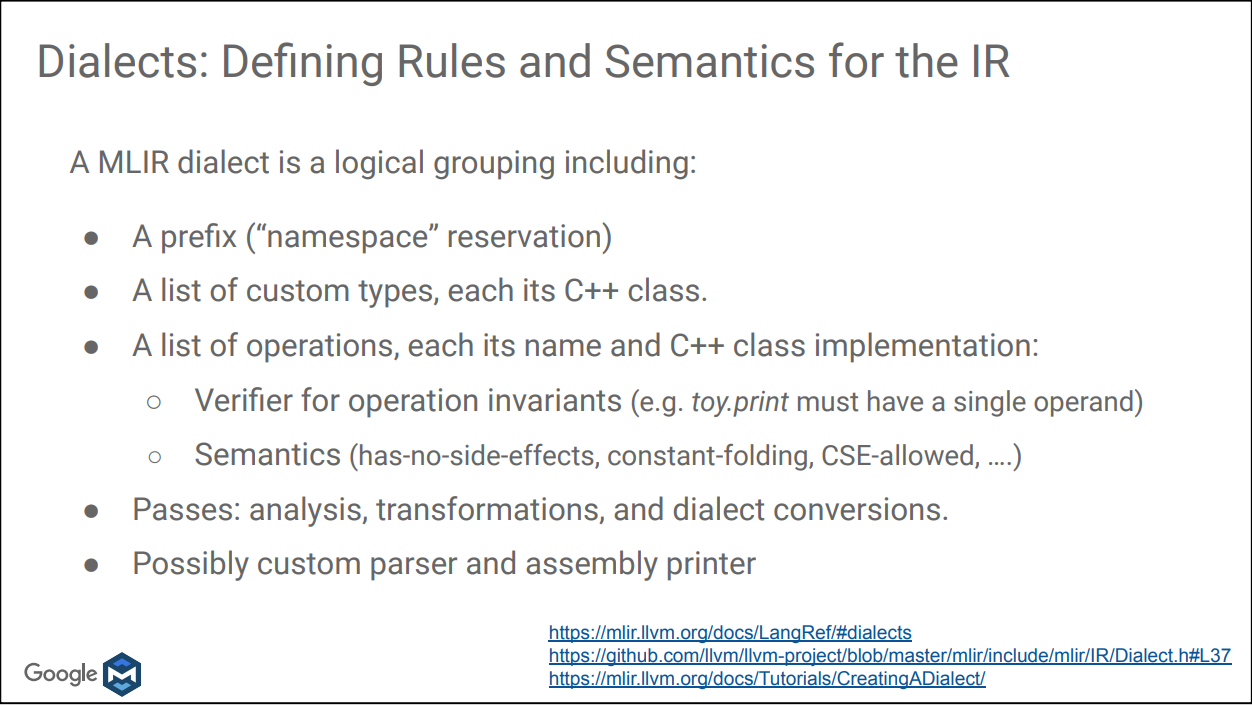 Dialects: Defining Rules and Semantics for the IR
A MLIR dialect is a logical grouping including:
● A prefix (“namespace” reservation)
● A list of custom types, each its C++ class.
● A list of operations, each its name and C++ class implementation:
○ Verifier for operation invariants (e.g. toy.print must have a single operand)
○ Semantics (has-no-side-effects, constant-folding, CSE-allowed, ….)
● Passes: analysis, transformations, and dialect conversions.
● Possibly custom parser and assembly printer
https://mlir.llvm.org/docs/LangRef/#dialects
https://github.com/llvm/llvm-project/blob/master/mlir/include/mlir/IR/Dialect.h#L37
https://mlir.llvm.org/docs/Tutorials/CreatingADialect/
Google